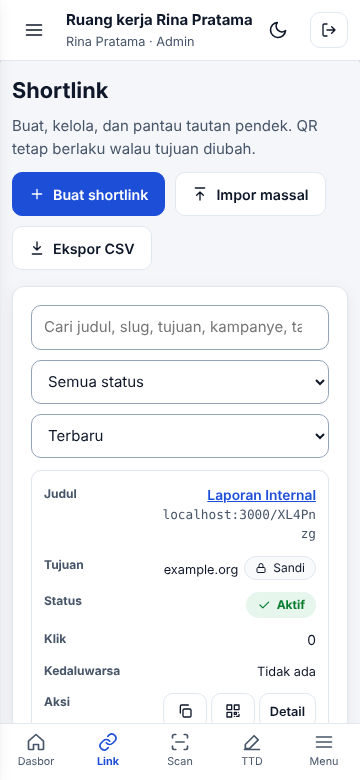 Ruang kerja Rina Pratama
Rina Pratama · Admin
Shortlink
Buat, kelola, dan pantau tautan pendek. QR
tetap berlaku walau tujuan diubah.
Buat shortlink
Impor massal
Ekspor CSV
Cari judul, slug, tujuan, kampanye, ta
Semua status
Terbaru
Judul
Laporan Internal
localhost:3000/XL4Pn
zg
Tujuan
example.org
Sandi
Status
Aktif
Klik
0
Kedaluwarsa
Tidak ada
Aksi
Detail
Dasbor
Link
Scan
TTD
Menu